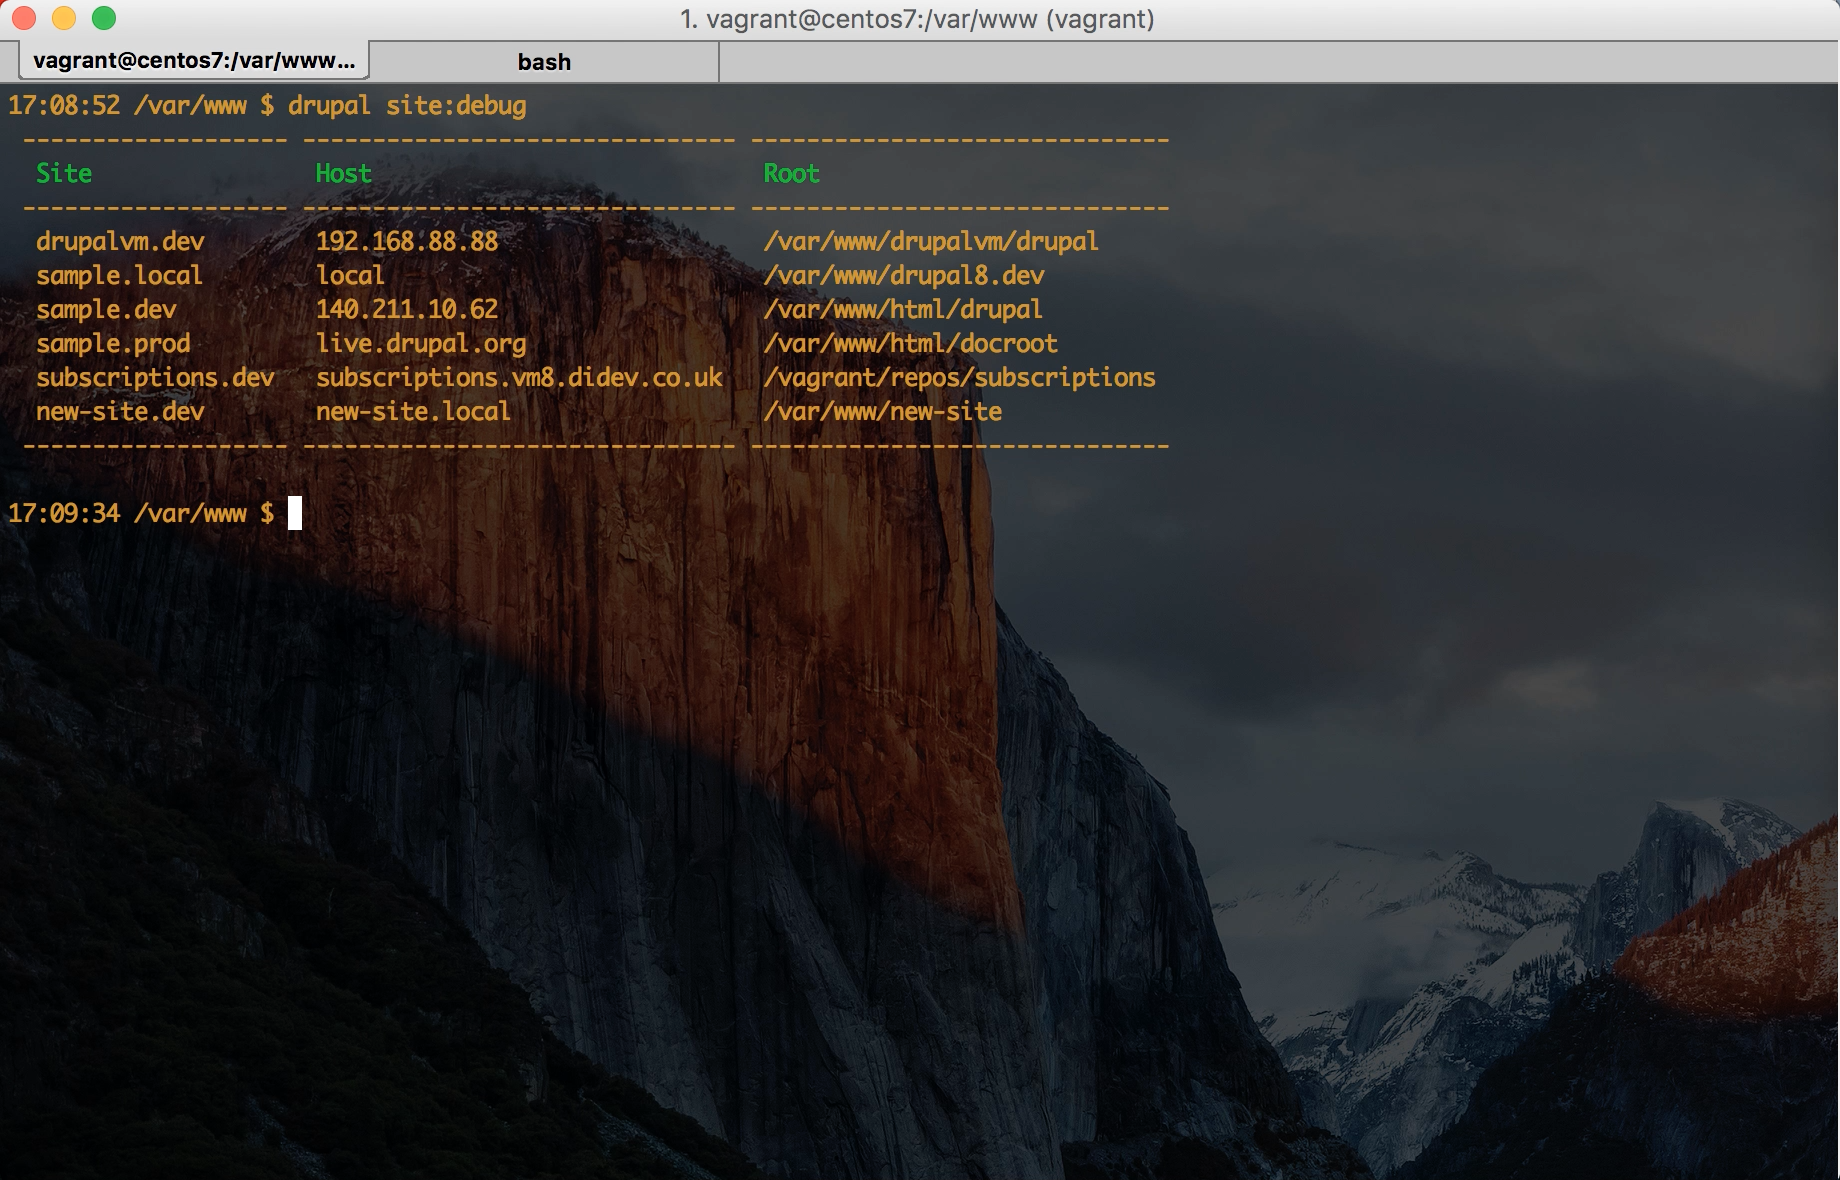 1. vagrant@centos7:/var/www (vagrant)
vagrant@centos7:/var/www... bash
17:08:52 /var/www $ drupal site:debug
------------------- ------------------------------- ------------------------------
Site Host Root
------------------- ------------------------------- ------------------------------
drupalvm.dev 192.168.88.88 /var/www/drupalvm/drupal
sample.local local /var/www/drupal8.dev
sample.dev 140.211.10.62 /var/www/html/drupal
sample.prod live.drupal.org /var/www/html/docroot
subscriptions.dev subscriptions.vm8.didev.co.uk /vagrant/repos/subscriptions
new-site.dev new-site.local /var/www/new-site
------------------- ------------------------------- ------------------------------
17:09:34 /var/www $